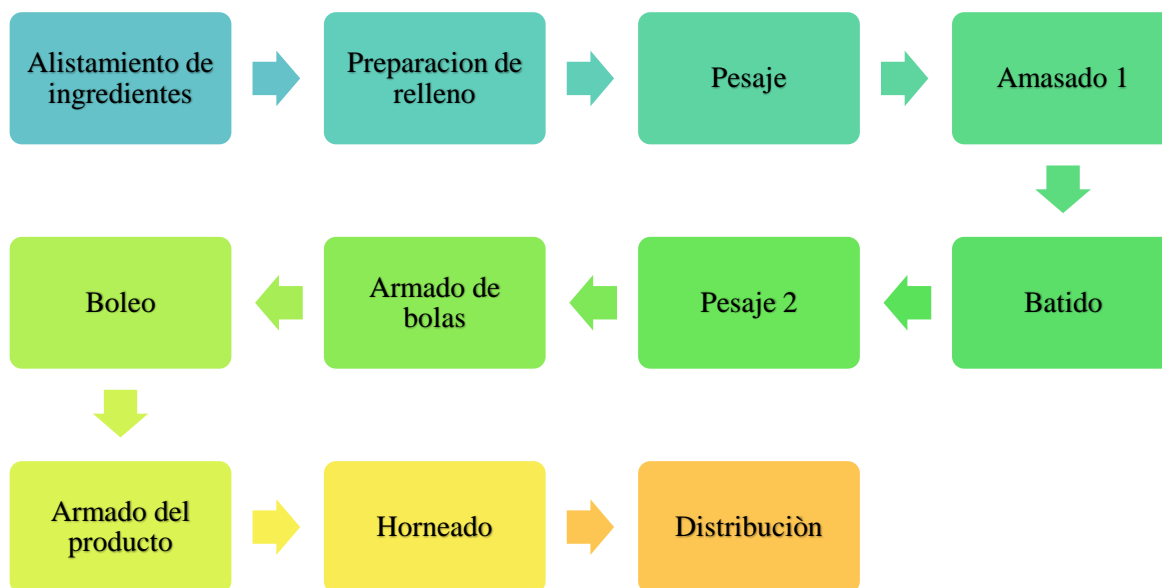 Alistamiento de
ingredientes
Preparacion de
relleno
Pesaje
Amasado 1
Batido
Pesaje 2
Armado de
bolas
Boleo
Armado del
producto
Horneado
Distribuciòn